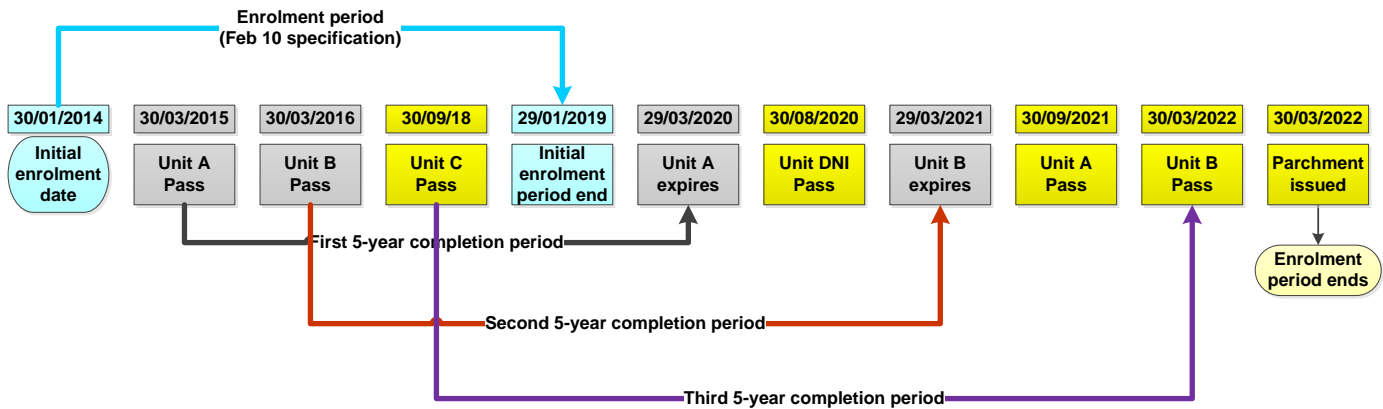 Enrolment period
(Feb 10 specification)
30/01/2014
30/03/2015
30/03/2016
30/09/18
29/01/2019
29/03/2020
30/08/2020
29/03/2021
30/09/2021
30/03/2022
30/03/2022
Initial
enrolment
date
Unit A
Pass
Unit B
Pass
Unit C
Pass
Initial
enrolment
period end
Unit A
expires
Unit DNI
Pass
Unit B
expires
Unit A
Pass
Unit B
Pass
Parchment
issued
First 5-year completion period
Enrolment
period ends
Second 5-year completion period
Third 5-year completion period